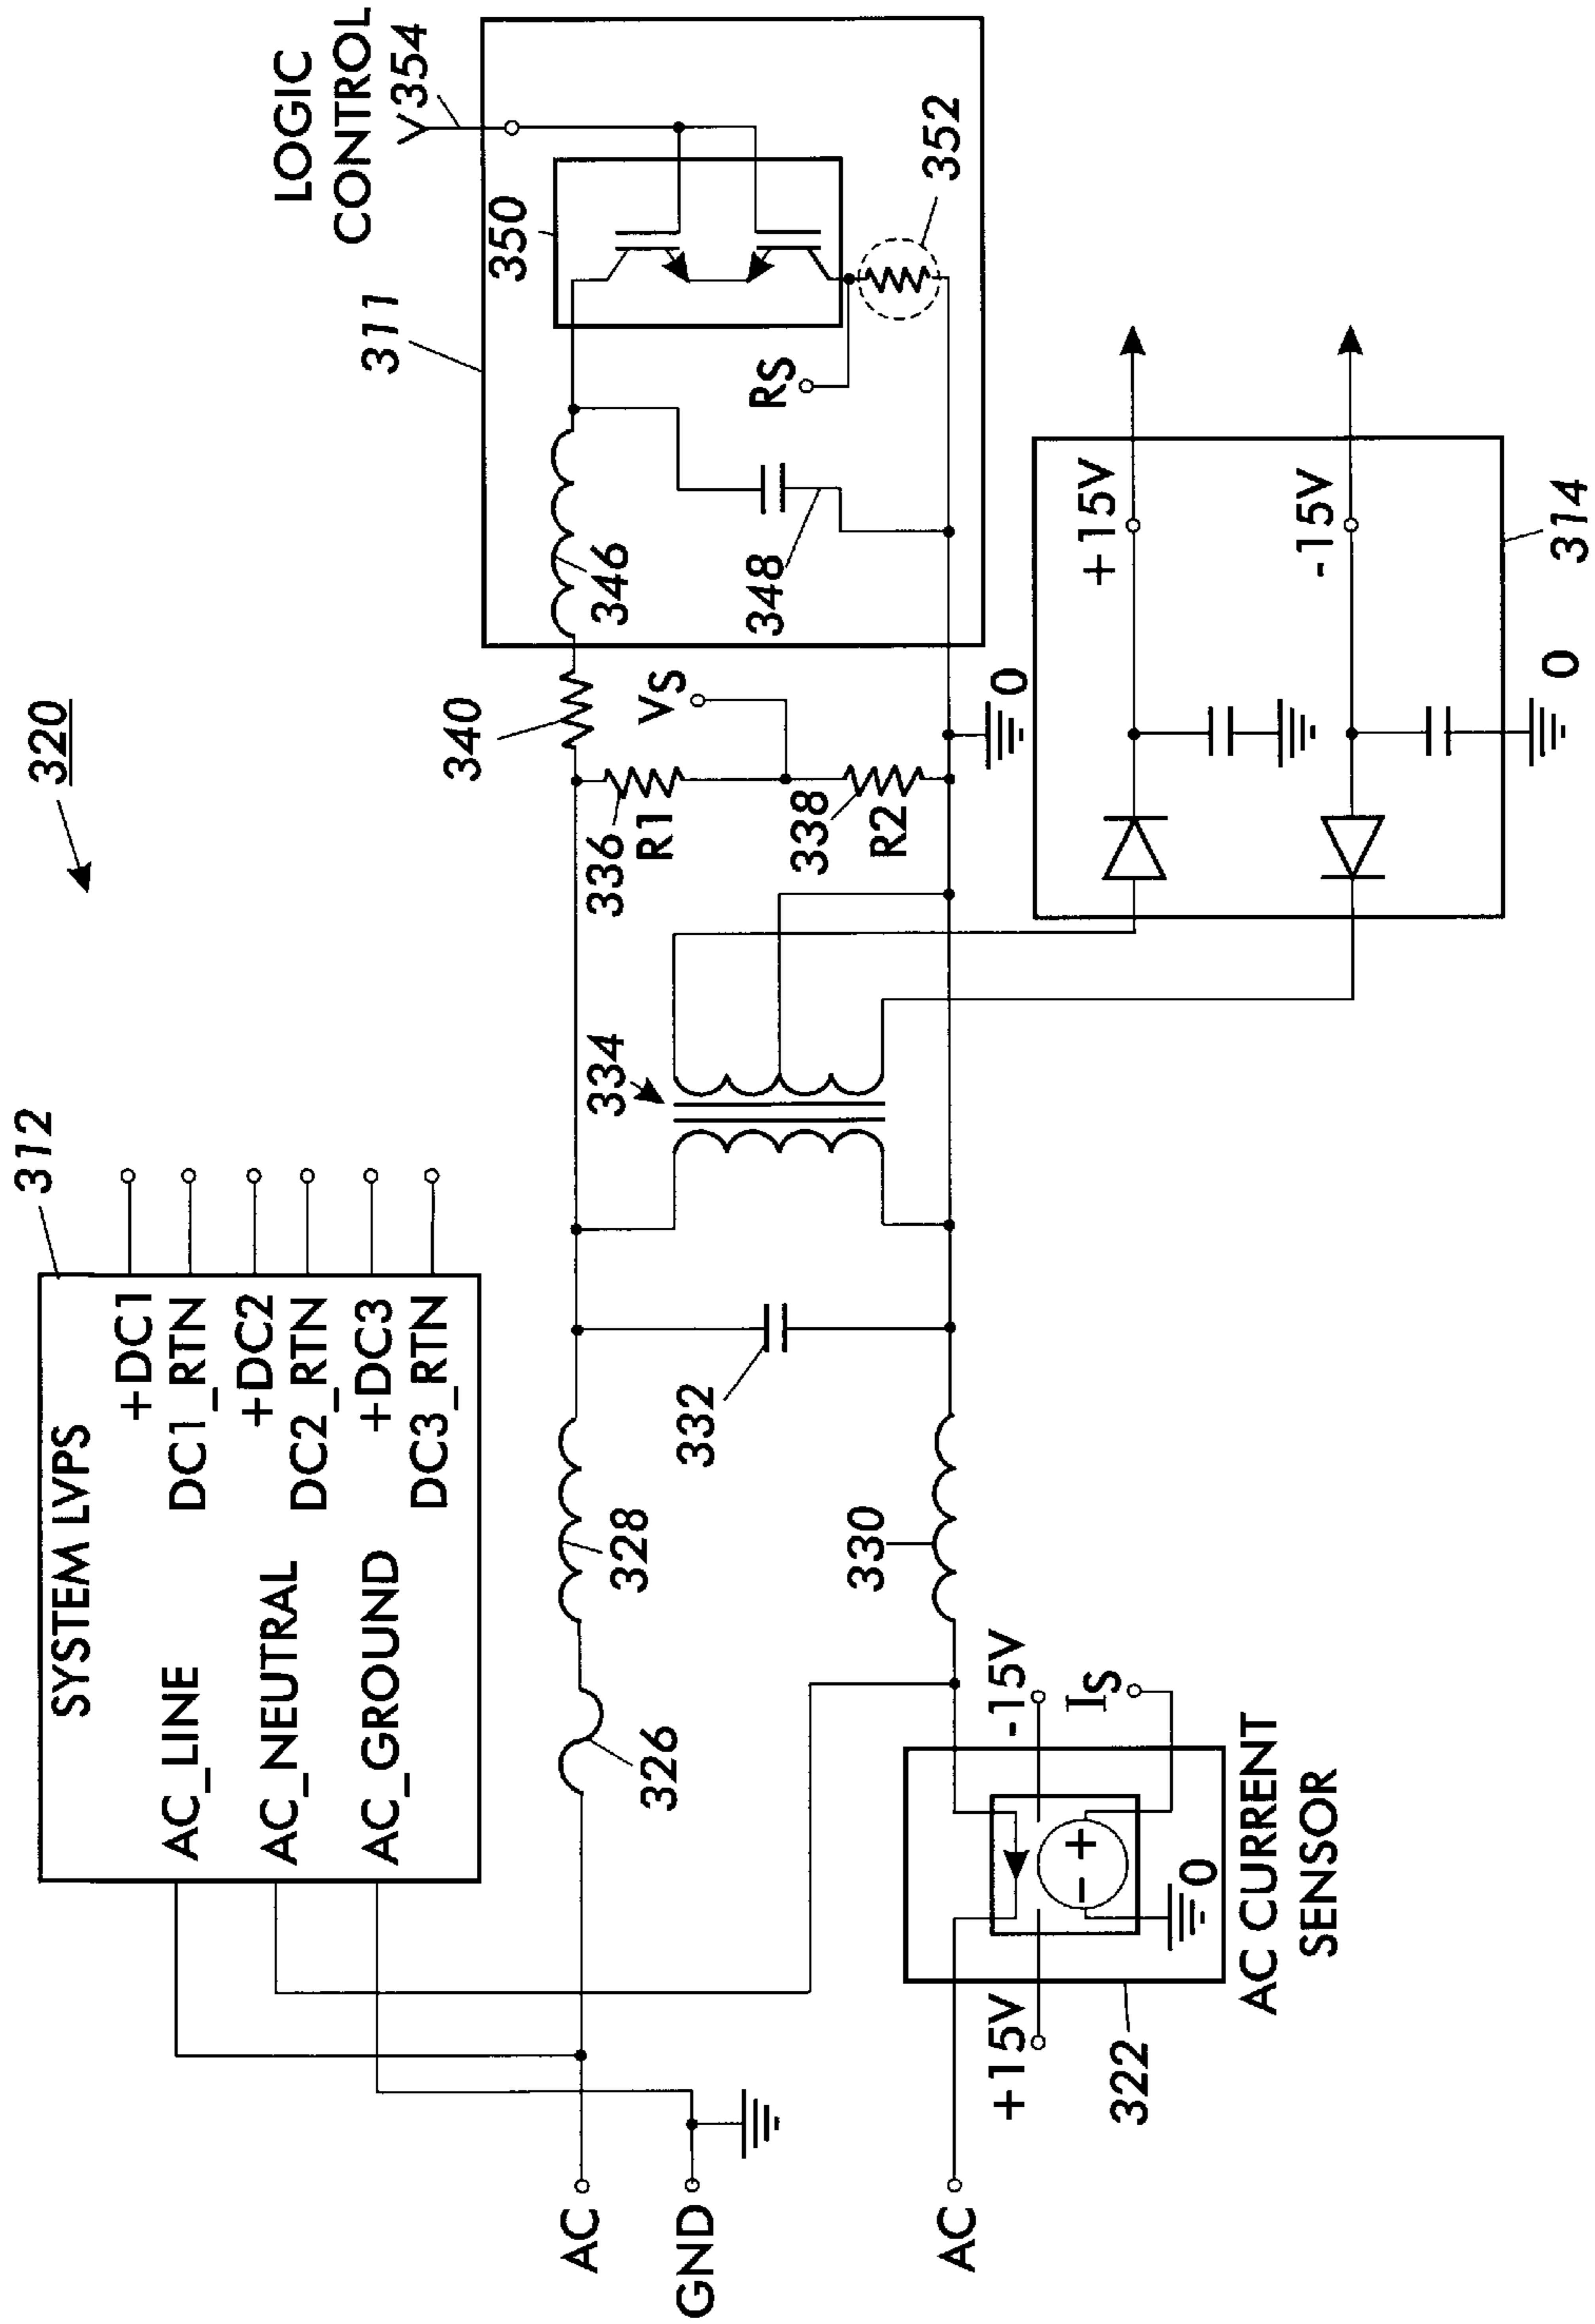 320
312
SYSTEM LVPS
AC_LINE
AC_NEUTRAL
AC_GROUND
+DC1
DC1_RTN
+DC2
DC2_RTN
+DC3
DC3_RTN
LOGIC
CONTROL
354
311
350
352
RS
346
348
340
VS
336
R1
338
R2
0
334
332
328
330
326
AC
GND
AC
+15V
-15V
IS
0
322
AC CURRENT
SENSOR
+15V
-15V
0
314